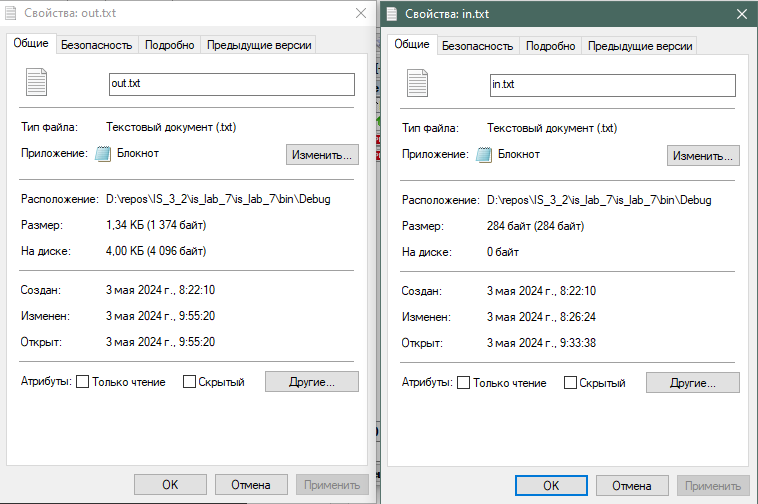 Свойства: out.txt
Общие Безопасность Подробно Предыдущие версии
out.txt
Тип файла: Текстовый документ (.txt)
Приложение: Блокнот Изменить...
Расположение: D:\repos\IS_3_2\is_lab_7\is_lab_7\bin\Debug
Размер: 1,34 КБ (1 374 байт)
На диске: 4,00 КБ (4 096 байт)
Создан: 3 мая 2024 г., 8:22:10
Изменен: 3 мая 2024 г., 9:55:20
Открыт: 3 мая 2024 г., 9:55:20
Атрибуты: Только чтение Скрытый Другие...
OK Отмена Применить
Свойства: in.txt
Общие Безопасность Подробно Предыдущие версии
in.txt
Тип файла: Текстовый документ (.txt)
Приложение: Блокнот Изменить...
Расположение: D:\repos\IS_3_2\is_lab_7\is_lab_7\bin\Debug
Размер: 284 байт (284 байт)
На диске: 0 байт
Создан: 3 мая 2024 г., 8:22:10
Изменен: 3 мая 2024 г., 8:26:24
Открыт: 3 мая 2024 г., 9:33:38
Атрибуты: Только чтение Скрытый Другие...
OK Отмена Применить